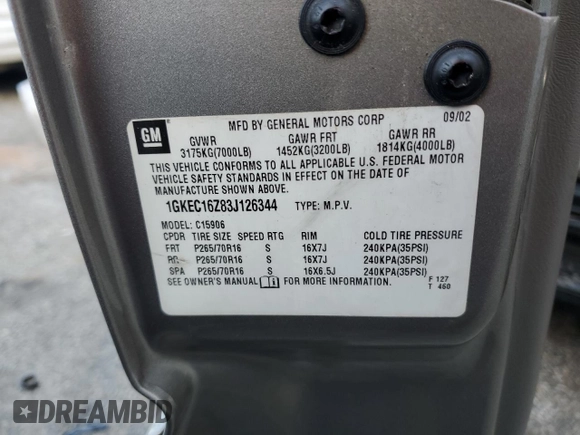 GM
MFD BY GENERAL MOTORS CORP 09/02
GVWR GAWR FRT GAWR RR
3175KG(7000LB) 1452KG(3200LB) 1814KG(4000LB)
THIS VEHICLE CONFORMS TO ALL APPLICABLE U.S. FEDERAL MOTOR
VEHICLE SAFETY STANDARDS IN EFFECT ON THE DATE OF
MANUFACTURE SHOWN ABOVE.
1GKEC16Z83J126344 TYPE: M.P.V.
MODEL: C15906
CPDR TIRE SIZE SPEED RTG RIM COLD TIRE PRESSURE
FRT P265/70R16 S 16X7J 240KPA(35PSI)
RR P265/70R16 S 16X7J 240KPA(35PSI)
SPA P265/70R16 S 16X6.5J 240KPA(35PSI)
SEE OWNER'S MANUAL FOR MORE INFORMATION F 127
T 460
DREAMBID